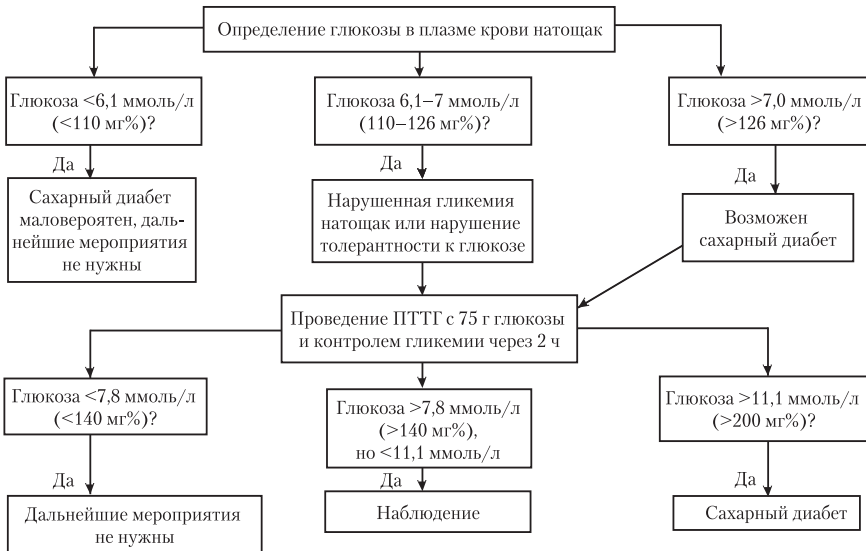 Определение глюкозы в плазме крови натощак
Глюкоза <6,1 ммоль/л
(<110 мг%)?
Глюкоза 6,1–7 ммоль/л
(110–126 мг%)?
Глюкоза >7,0 ммоль/л
(>126 мг%)?
Да
Да
Да
Сахарный диабет
маловероятен, даль-
нейшие мероприятия
не нужны
Нарушенная гликемия
натощак или нарушение
толерантности к глюкозе
Возможен
сахарный диабет
Проведение ПТТГ с 75 г глюкозы
и контролем гликемии через 2 ч
Глюкоза <7,8 ммоль/л
(<140 мг%)?
Глюкоза >7,8 ммоль/л
(>140 мг%),
но <11,1 ммоль/л
Глюкоза >11,1 ммоль/л
(>200 мг%)?
Да
Да
Да
Дальнейшие мероприятия
не нужны
Наблюдение
Сахарный диабет